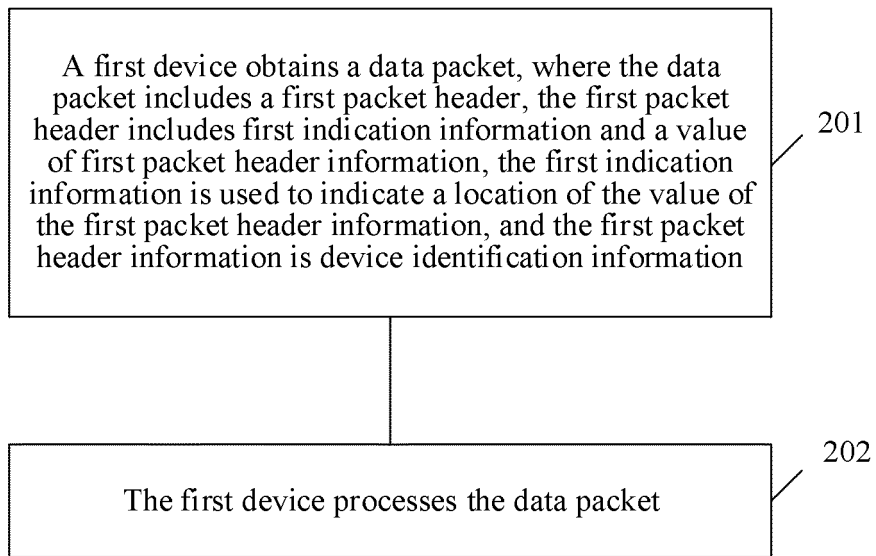 A first device obtains a data packet, where the data
packet includes a first packet header, the first packet
header includes first indication information and a value
of first packet header information, the first indication
information is used to indicate a location of the value of
the first packet header information, and the first packet
header information is device identification information
201
The first device processes the data packet
202